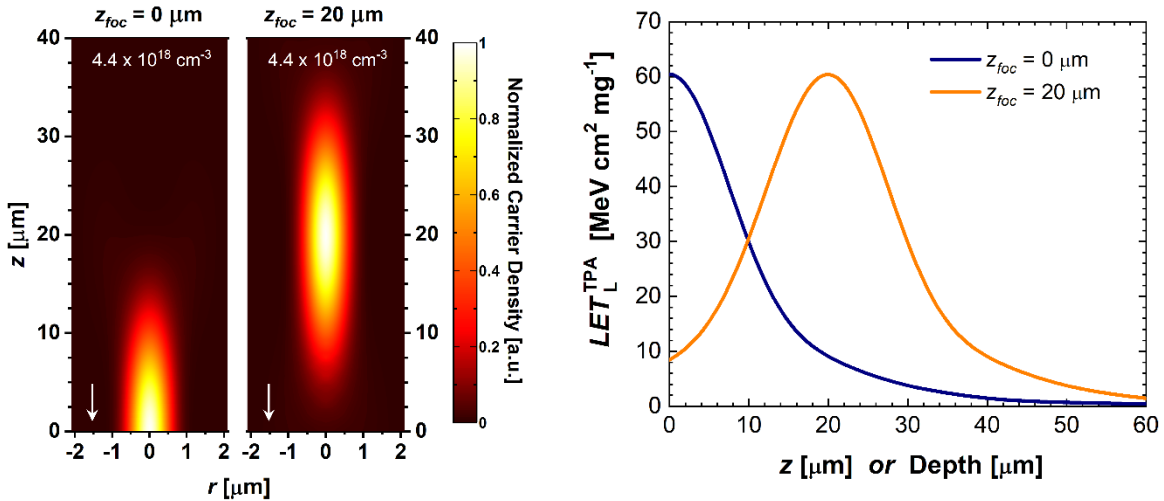 z_foc = 0 μm
z_foc = 20 μm
40
30
20
10
0
z [μm]
4.4 x 10^18 cm^-3
4.4 x 10^18 cm^-3
-2 -1 0 1 2
-2 -1 0 1 2
r [μm]
40
30
20
10
0
1
0.8
0.6
0.4
0.2
0
Normalized Carrier Density [a.u.]
70
60
50
40
30
20
10
0
LET_L^TPA [MeV cm^2 mg^-1]
z_foc = 0 μm
z_foc = 20 μm
0 10 20 30 40 50 60
z [μm] or Depth [μm]